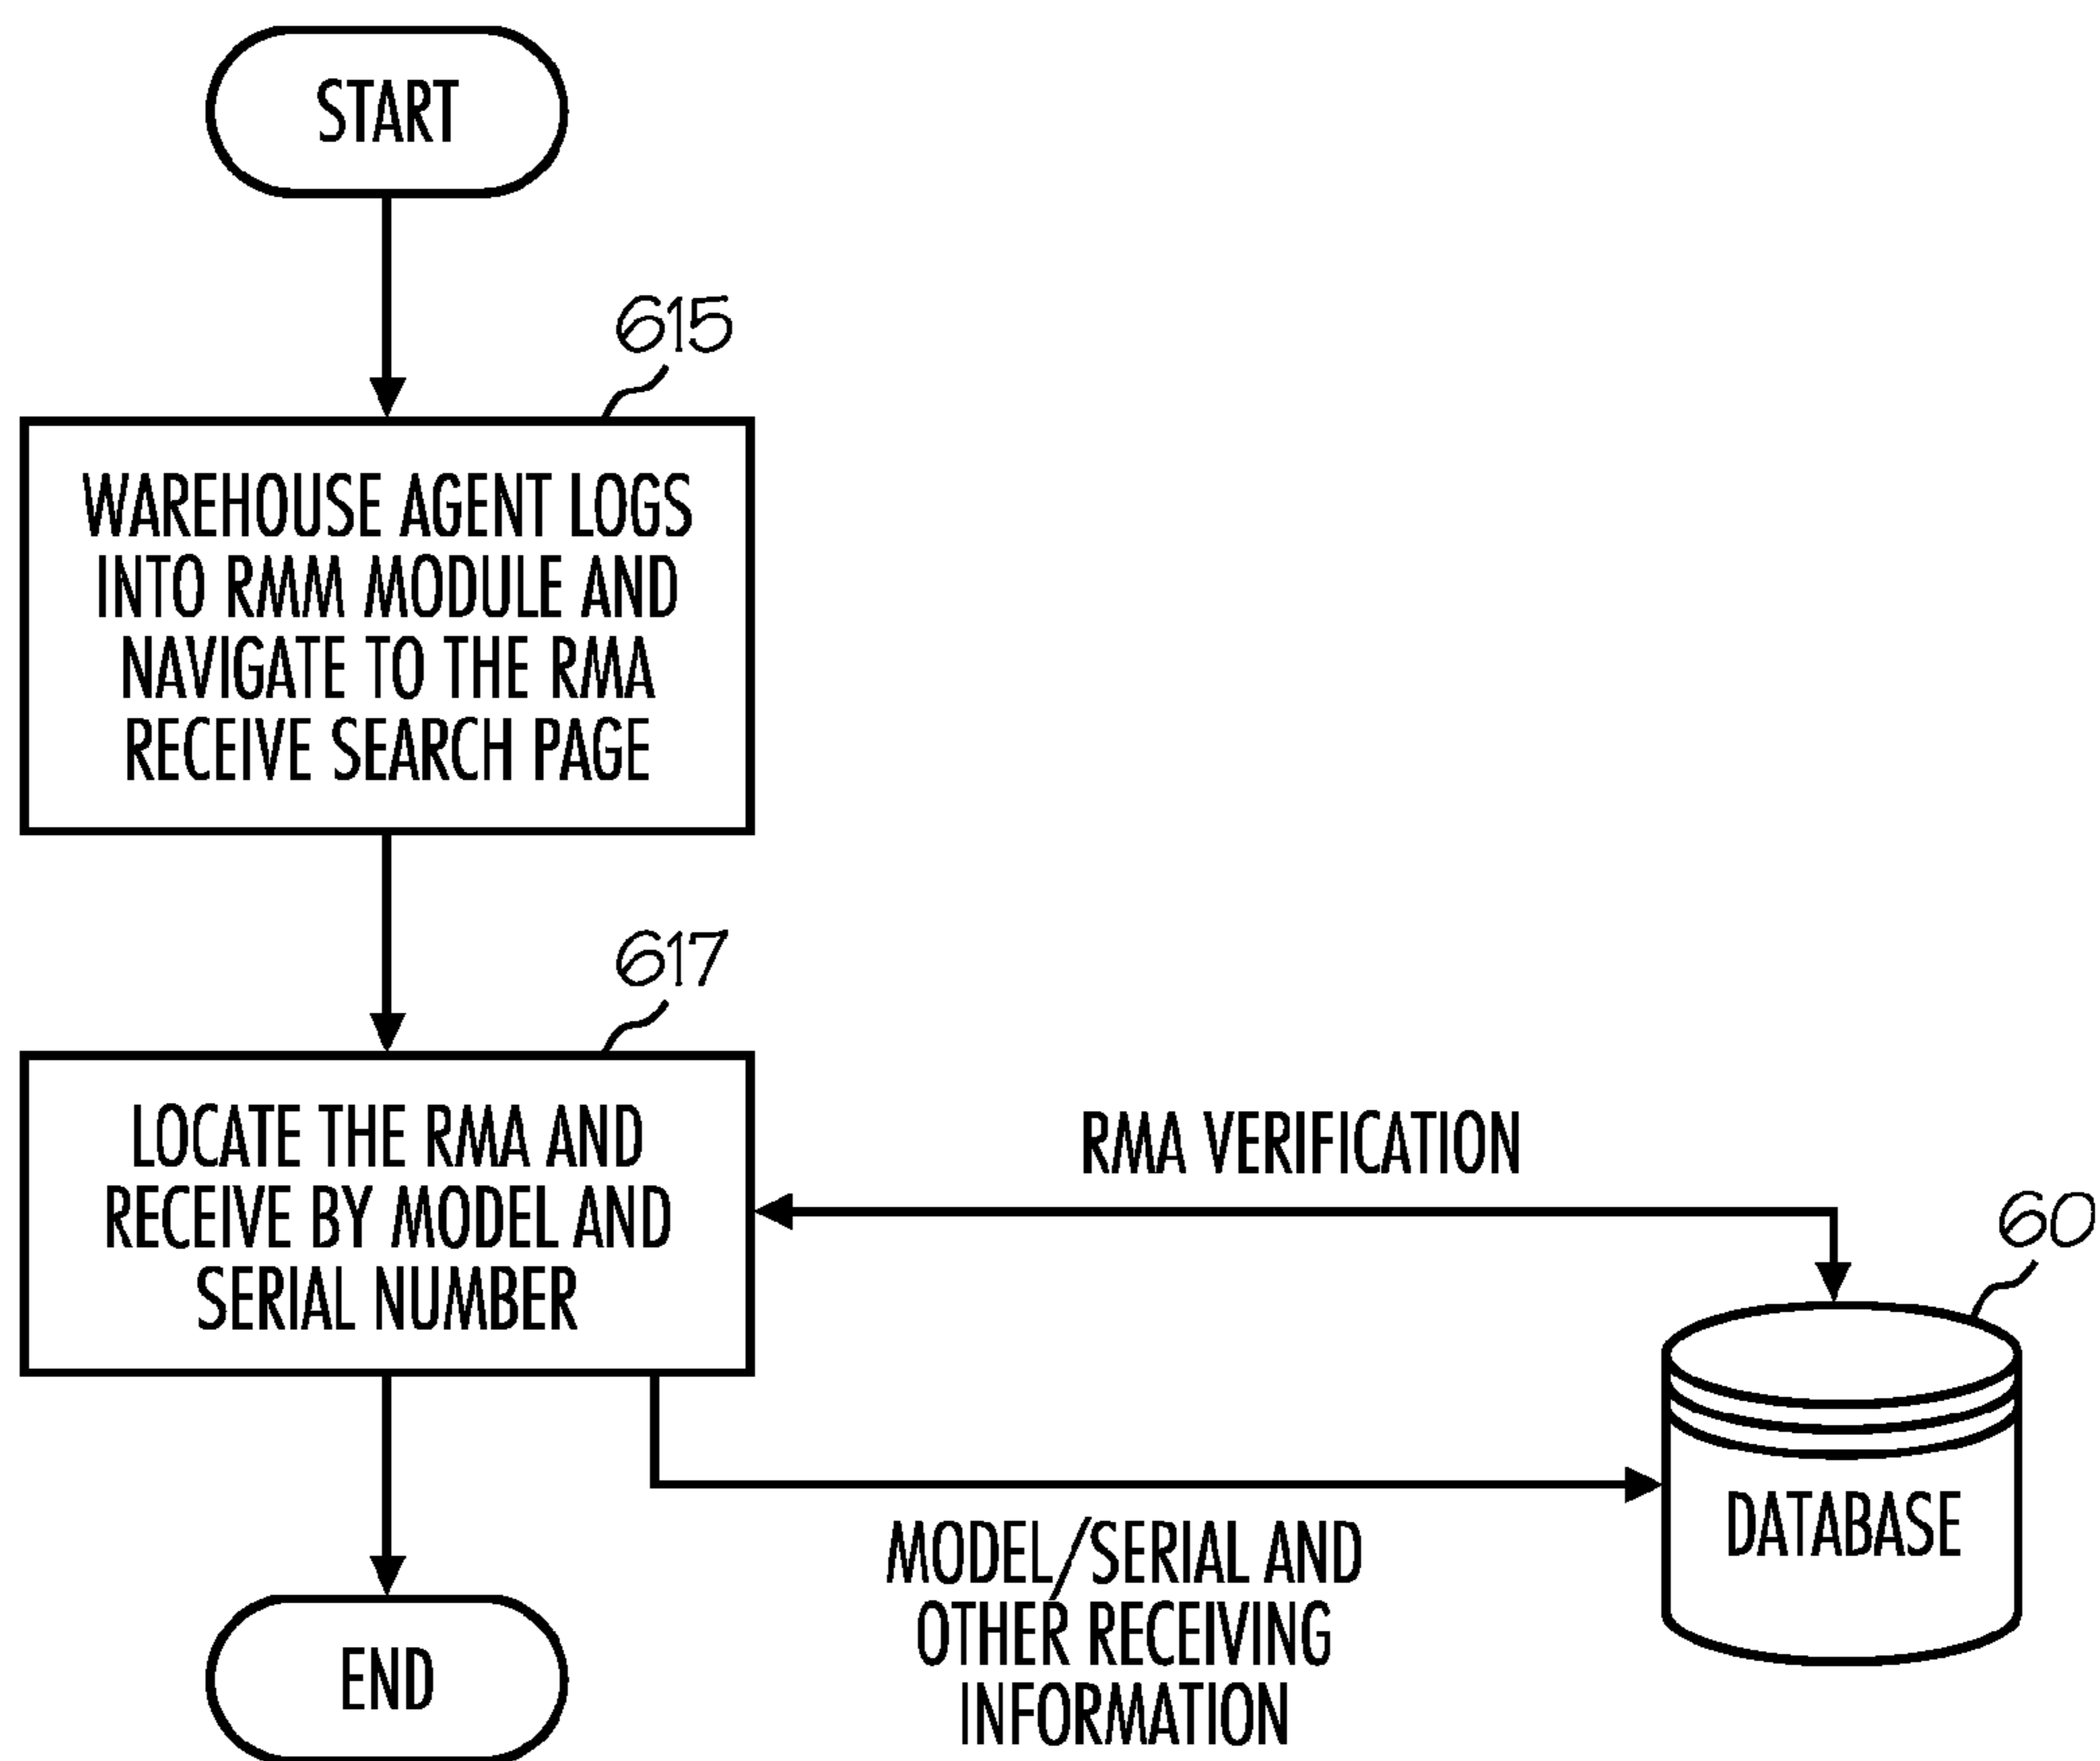 START
615
WAREHOUSE AGENT LOGS
INTO RMM MODULE AND
NAVIGATE TO THE RMA
RECEIVE SEARCH PAGE
617
LOCATE THE RMA AND
RECEIVE BY MODEL AND
SERIAL NUMBER
RMA VERIFICATION
60
DATABASE
MODEL/SERIAL AND
OTHER RECEIVING
INFORMATION
END